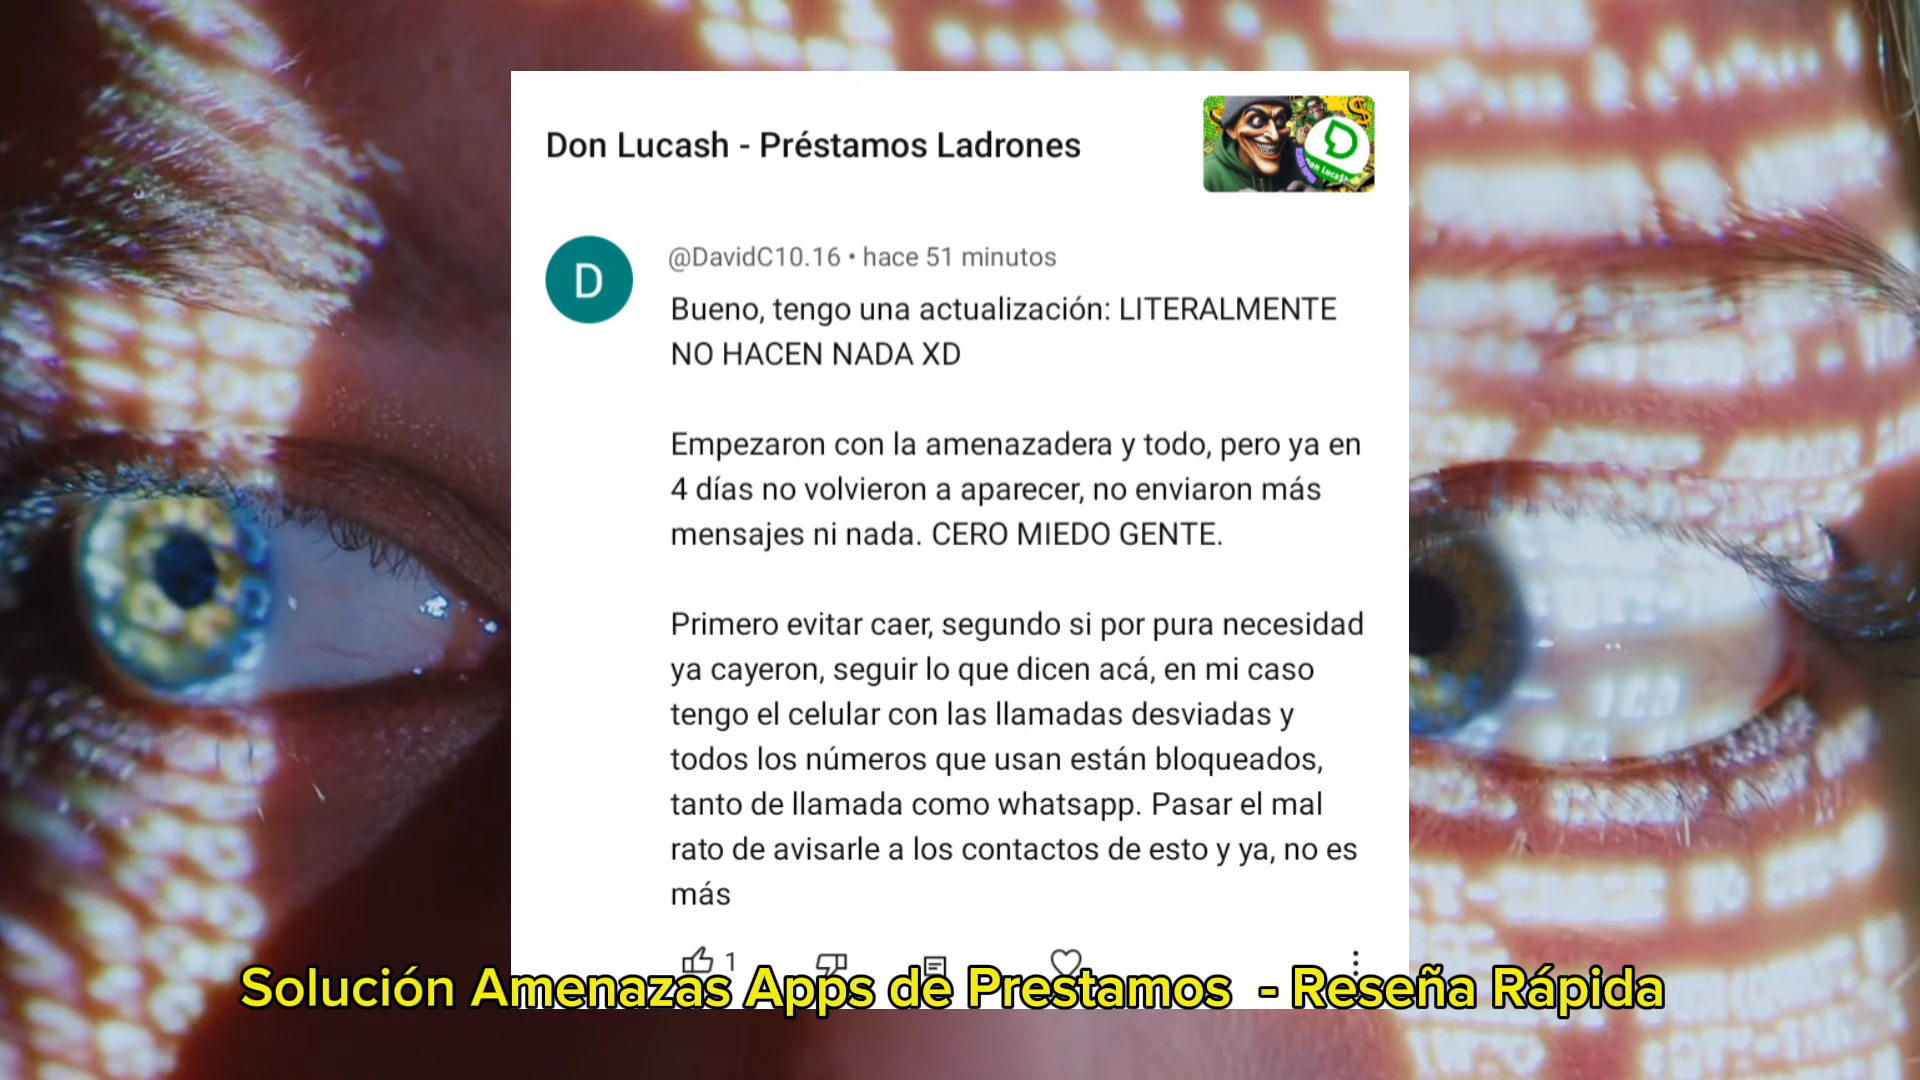 Don Lucash - Préstamos Ladrones
Don Luca$h
D
@DavidC10.16 • hace 51 minutos
Bueno, tengo una actualización: LITERALMENTE
NO HACEN NADA XD
Empezaron con la amenazadera y todo, pero ya en
4 días no volvieron a aparecer, no enviaron más
mensajes ni nada. CERO MIEDO GENTE.
Primero evitar caer, segundo si por pura necesidad
ya cayeron, seguir lo que dicen acá, en mi caso
tengo el celular con las llamadas desviadas y
todos los números que usan están bloqueados,
tanto de llamada como whatsapp. Pasar el mal
rato de avisarle a los contactos de esto y ya, no es
más
1
Solución Amenazas Apps de Prestamos - Reseña Rápida